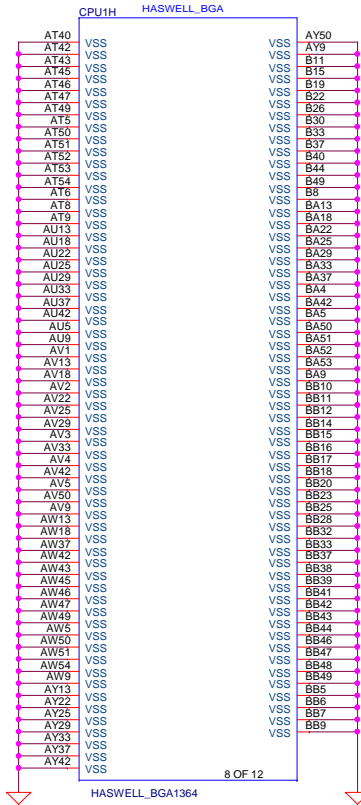 CPU1H HASWELL_BGA
AT40 VSS VSS AY50
AT42 VSS VSS AY9
AT43 VSS VSS B11
AT45 VSS VSS B15
AT46 VSS VSS B19
AT47 VSS VSS B22
AT49 VSS VSS B26
AT5 VSS VSS B30
AT50 VSS VSS B33
AT51 VSS VSS B37
AT52 VSS VSS B40
AT53 VSS VSS B44
AT54 VSS VSS B49
AT6 VSS VSS B8
AT8 VSS VSS BA13
AT9 VSS VSS BA18
AU13 VSS VSS BA22
AU18 VSS VSS BA25
AU22 VSS VSS BA29
AU25 VSS VSS BA33
AU29 VSS VSS BA37
AU33 VSS VSS BA4
AU37 VSS VSS BA42
AU42 VSS VSS BA5
AU5 VSS VSS BA50
AU9 VSS VSS BA51
AV1 VSS VSS BA52
AV13 VSS VSS BA53
AV18 VSS VSS BA9
AV2 VSS VSS BB10
AV22 VSS VSS BB11
AV25 VSS VSS BB12
AV29 VSS VSS BB14
AV3 VSS VSS BB15
AV33 VSS VSS BB16
AV4 VSS VSS BB17
AV42 VSS VSS BB18
AV5 VSS VSS BB20
AV50 VSS VSS BB23
AV9 VSS VSS BB25
AW13 VSS VSS BB28
AW18 VSS VSS BB32
AW37 VSS VSS BB33
AW42 VSS VSS BB37
AW43 VSS VSS BB38
AW45 VSS VSS BB39
AW46 VSS VSS BB41
AW47 VSS VSS BB42
AW49 VSS VSS BB43
AW5 VSS VSS BB44
AW50 VSS VSS BB46
AW51 VSS VSS BB47
AW54 VSS VSS BB48
AW9 VSS VSS BB49
AY13 VSS VSS BB5
AY22 VSS VSS BB6
AY25 VSS VSS BB7
AY29 VSS VSS BB9
AY33 VSS
AY37 VSS
AY42 VSS
8 OF 12
HASWELL_BGA1364